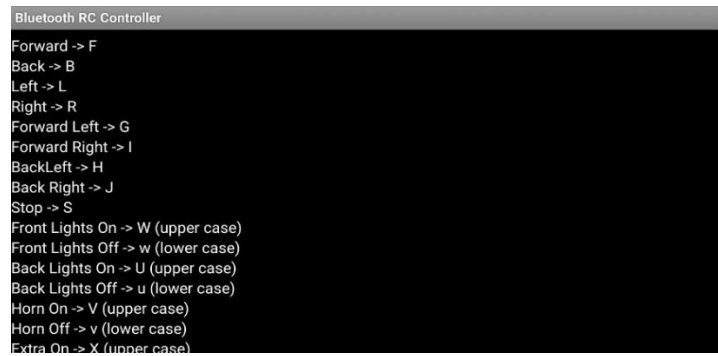 Bluetooth RC Controller
Forward -> F
Back -> B
Left -> L
Right -> R
Forward Left -> G
Forward Right -> I
BackLeft -> H
Back Right -> J
Stop -> S
Front Lights On -> W (upper case)
Front Lights Off -> w (lower case)
Back Lights On -> U (upper case)
Back Lights Off -> u (lower case)
Horn On -> V (upper case)
Horn Off -> v (lower case)
Extra On -> X (upper case)